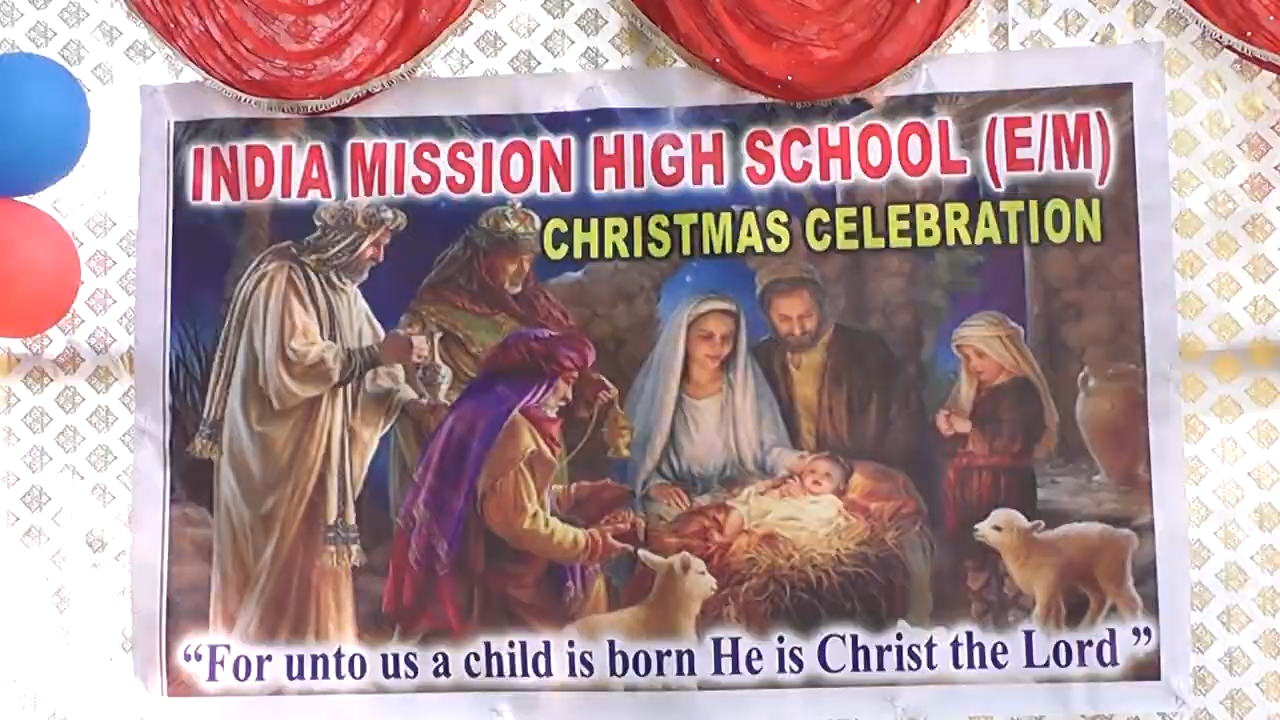 INDIA MISSION HIGH SCHOOL (E/M)
CHRISTMAS CELEBRATION
“For unto us a child is born He is Christ the Lord ”